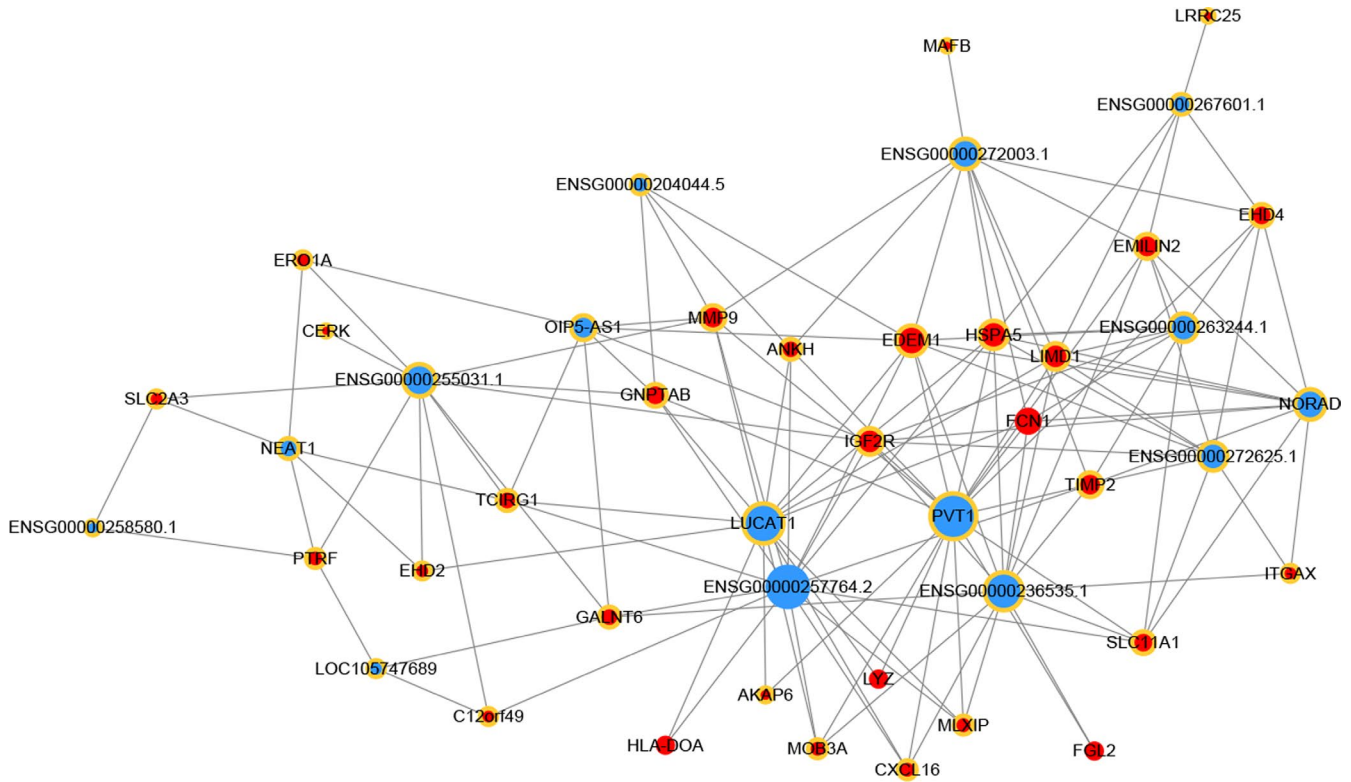 LRRC25
MAFB
ENSG00000267601.1
ENSG00000272003.1
ENSG00000204044.5
EHD4
EMILIN2
ERO1A
MMP9
CERK
OIP5-AS1
HSPA5
ENSG00000263244.1
ANKH
EDEM1
LIMD1
ENSG00000255031.1
SLC2A3
GNPTAB
NORAD
FCN1
NEAT1
IGF2R
ENSG00000272625.1
TIMP2
TCIRG1
ENSG00000258580.1
LUCAT1
PVT1
PTRF
EHD2
ITGAX
ENSG00000257764.2
ENSG00000236535.1
GALNT6
SLC11A1
LOC105747689
LYZ
AKAP6
C12orf49
MLXIP
HLA-DOA
MOB3A
FGL2
CXCL16